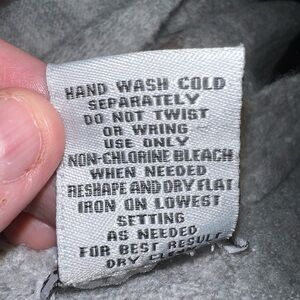 HAND WASH COLD
SEPARATELY
DO NOT TWIST
OR WRING
USE ONLY
NON-CHLORINE BLEACH
WHEN NEEDED
RESHAPE AND DRY FLAT
IRON ON LOWEST
SETTING
AS NEEDED
FOR BEST RESULT
DRY